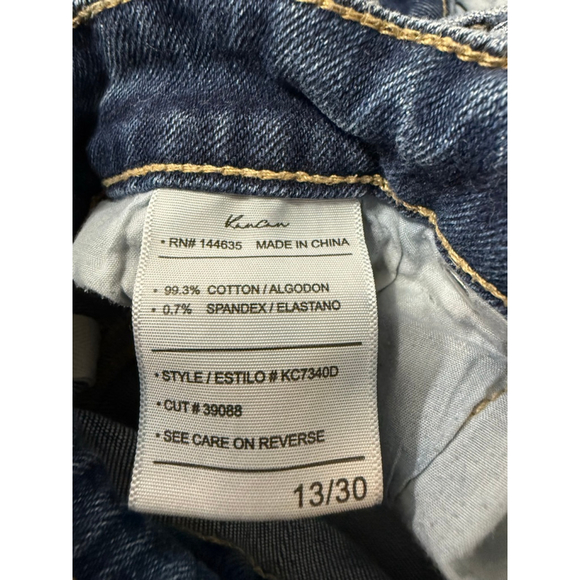 KanCan
• RN# 144635 MADE IN CHINA
• 99.3% COTTON / ALGODON
• 0.7% SPANDEX / ELASTANO
• STYLE / ESTILO # KC7340D
• CUT # 39088
• SEE CARE ON REVERSE
13/30